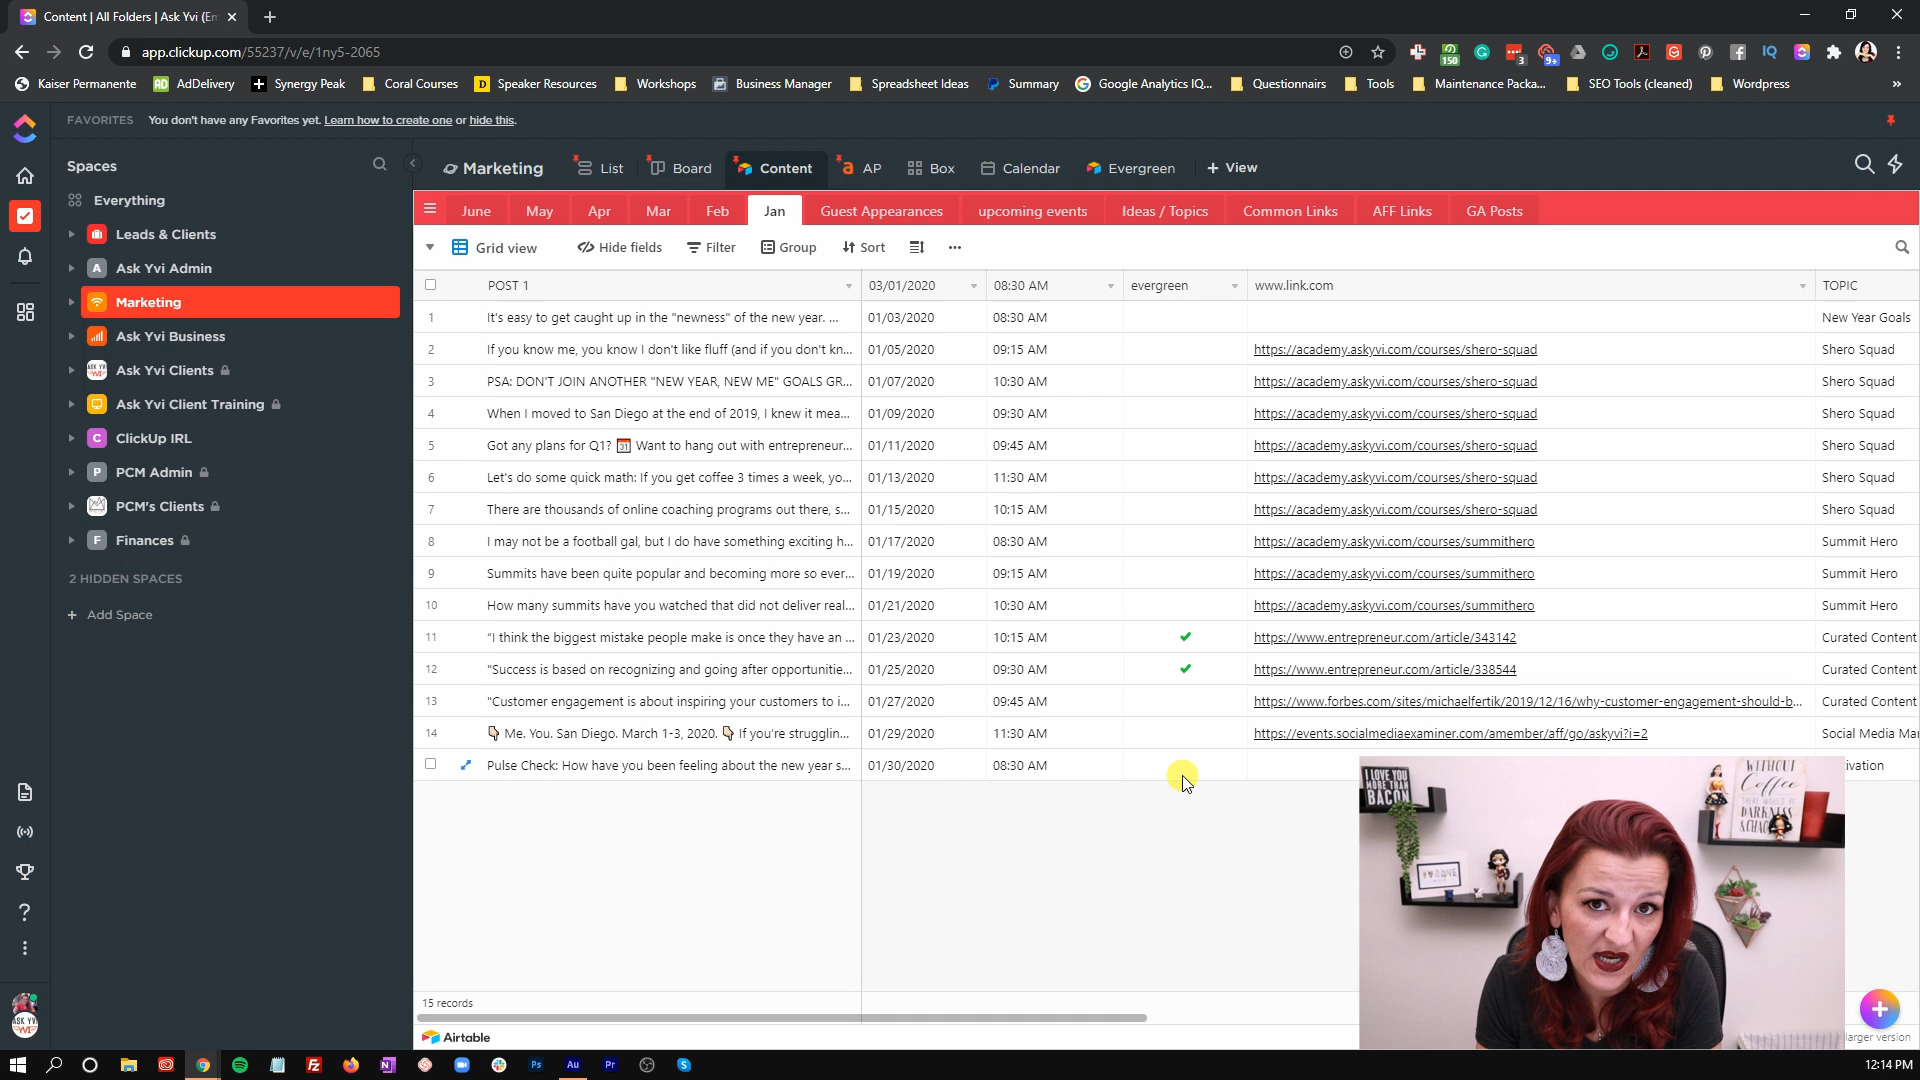 Content | All Folders | Ask Yvi (Em
app.clickup.com/55237/v/e/1ny5-2065
150
3
9+
IQ
Kaiser Permanente
AD AdDelivery
Synergy Peak
Coral Courses
D Speaker Resources
Workshops
Business Manager
Spreadsheet Ideas
Summary
Google Analytics IQ...
Questionnairs
Tools
Maintenance Packa...
SEO Tools (cleaned)
Wordpress
»
FAVORITES You don't have any Favorites yet. Learn how to create one or hide this.
Spaces
Everything
Leads & Clients
A Ask Yvi Admin
Marketing
Ask Yvi Business
Ask Yvi Clients
Ask Yvi Client Training
C ClickUp IRL
P PCM Admin
PCM's Clients
F Finances
2 HIDDEN SPACES
+ Add Space
ASK YVI
Marketing
List
Board
Content
a AP
Box
Calendar
Evergreen
+ View
June May Apr Mar Feb Jan Guest Appearances upcoming events Ideas / Topics Common Links AFF Links GA Posts
Grid view Hide fields Filter Group Sort ...
POST 1 03/01/2020 08:30 AM evergreen www.link.com TOPIC
1 It's easy to get caught up in the "newness" of the new year. ... 01/03/2020 08:30 AM New Year Goals
2 If you know me, you know I don't like fluff (and if you don't kn... 01/05/2020 09:15 AM https://academy.askyvi.com/courses/shero-squad Shero Squad
3 PSA: DON'T JOIN ANOTHER "NEW YEAR, NEW ME" GOALS GR... 01/07/2020 10:30 AM https://academy.askyvi.com/courses/shero-squad Shero Squad
4 When I moved to San Diego at the end of 2019, I knew it mea... 01/09/2020 09:30 AM https://academy.askyvi.com/courses/shero-squad Shero Squad
5 Got any plans for Q1? 📅 Want to hang out with entrepreneur... 01/11/2020 09:45 AM https://academy.askyvi.com/courses/shero-squad Shero Squad
6 Let's do some quick math: If you get coffee 3 times a week, yo... 01/13/2020 11:30 AM https://academy.askyvi.com/courses/shero-squad Shero Squad
7 There are thousands of online coaching programs out there, s... 01/15/2020 10:15 AM https://academy.askyvi.com/courses/shero-squad Shero Squad
8 I may not be a football gal, but I do have something exciting h... 01/17/2020 08:30 AM https://academy.askyvi.com/courses/summithero Summit Hero
9 Summits have been quite popular and becoming more so ever... 01/19/2020 09:15 AM https://academy.askyvi.com/courses/summithero Summit Hero
10 How many summits have you watched that did not deliver real... 01/21/2020 10:30 AM https://academy.askyvi.com/courses/summithero Summit Hero
11 "I think the biggest mistake people make is once they have an ... 01/23/2020 10:15 AM ✔ https://www.entrepreneur.com/article/343142 Curated Content
12 "Success is based on recognizing and going after opportunitie... 01/25/2020 09:30 AM ✔ https://www.entrepreneur.com/article/338544 Curated Content
13 "Customer engagement is about inspiring your customers to i... 01/27/2020 09:45 AM https://www.forbes.com/sites/michaelfertik/2019/12/16/why-customer-engagement-should-b... Curated Content
14 👇🏻 Me. You. San Diego. March 1-3, 2020. 👇🏻 If you're strugglin... 01/29/2020 11:30 AM https://events.socialmediaexaminer.com/amember/aff/go/askyvi?i=2 Social Media Mar
Pulse Check: How have you been feeling about the new year s... 01/30/2020 08:30 AM ivation
I LOVE YOU
MORE THAN
BACON
WITHOUT
Coffee
THERE WOULD BE
DARKNESS
& CHAOS
15 records
Airtable
larger version
Fz
N
Ps
Au
Pr
S
12:14 PM